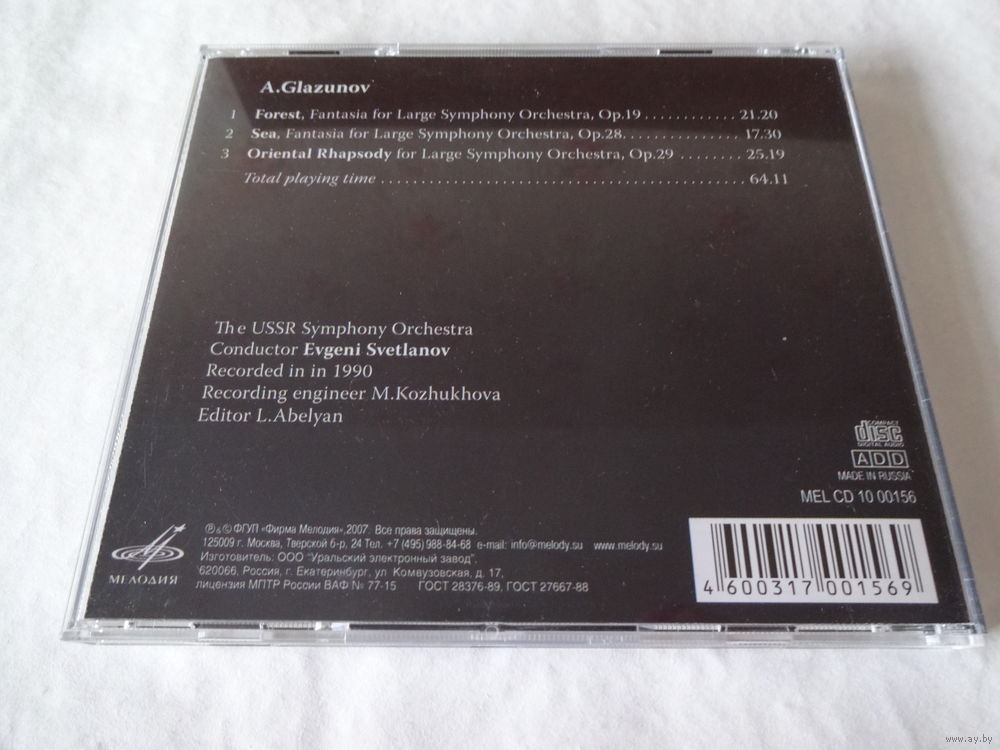 A.Glazunov
1 Forest, Fantasia for Large Symphony Orchestra, Op.19 ............ 21.20
2 Sea, Fantasia for Large Symphony Orchestra, Op.28. .............. 17.30
3 Oriental Rhapsody for Large Symphony Orchestra, Op.29 ........ 25.19
Total playing time .............................................. 64.11
The USSR Symphony Orchestra
Conductor Evgeni Svetlanov
Recorded in in 1990
Recording engineer M.Kozhukhova
Editor L.Abelyan
COMPACT
disc
DIGITAL AUDIO
ADD
MADE IN RUSSIA
MEL CD 10 00156
МЕЛОДИЯ
℗&© ФГУП «Фирма Мелодия»,2007. Все права защищены.
125009 г. Москва, Тверской б-р, 24 Тел. +7 (495) 988-84-68 e-mail: info@melody.su www.melody.su
Изготовитель: ООО "Уральский электронный завод",
620066, Россия, г. Екатеринбург, ул Комвузовская, д. 17,
лицензия МПТР России ВАФ № 77-15 ГОСТ 28376-89, ГОСТ 27667-88
4 600317 001569
www.ay.by